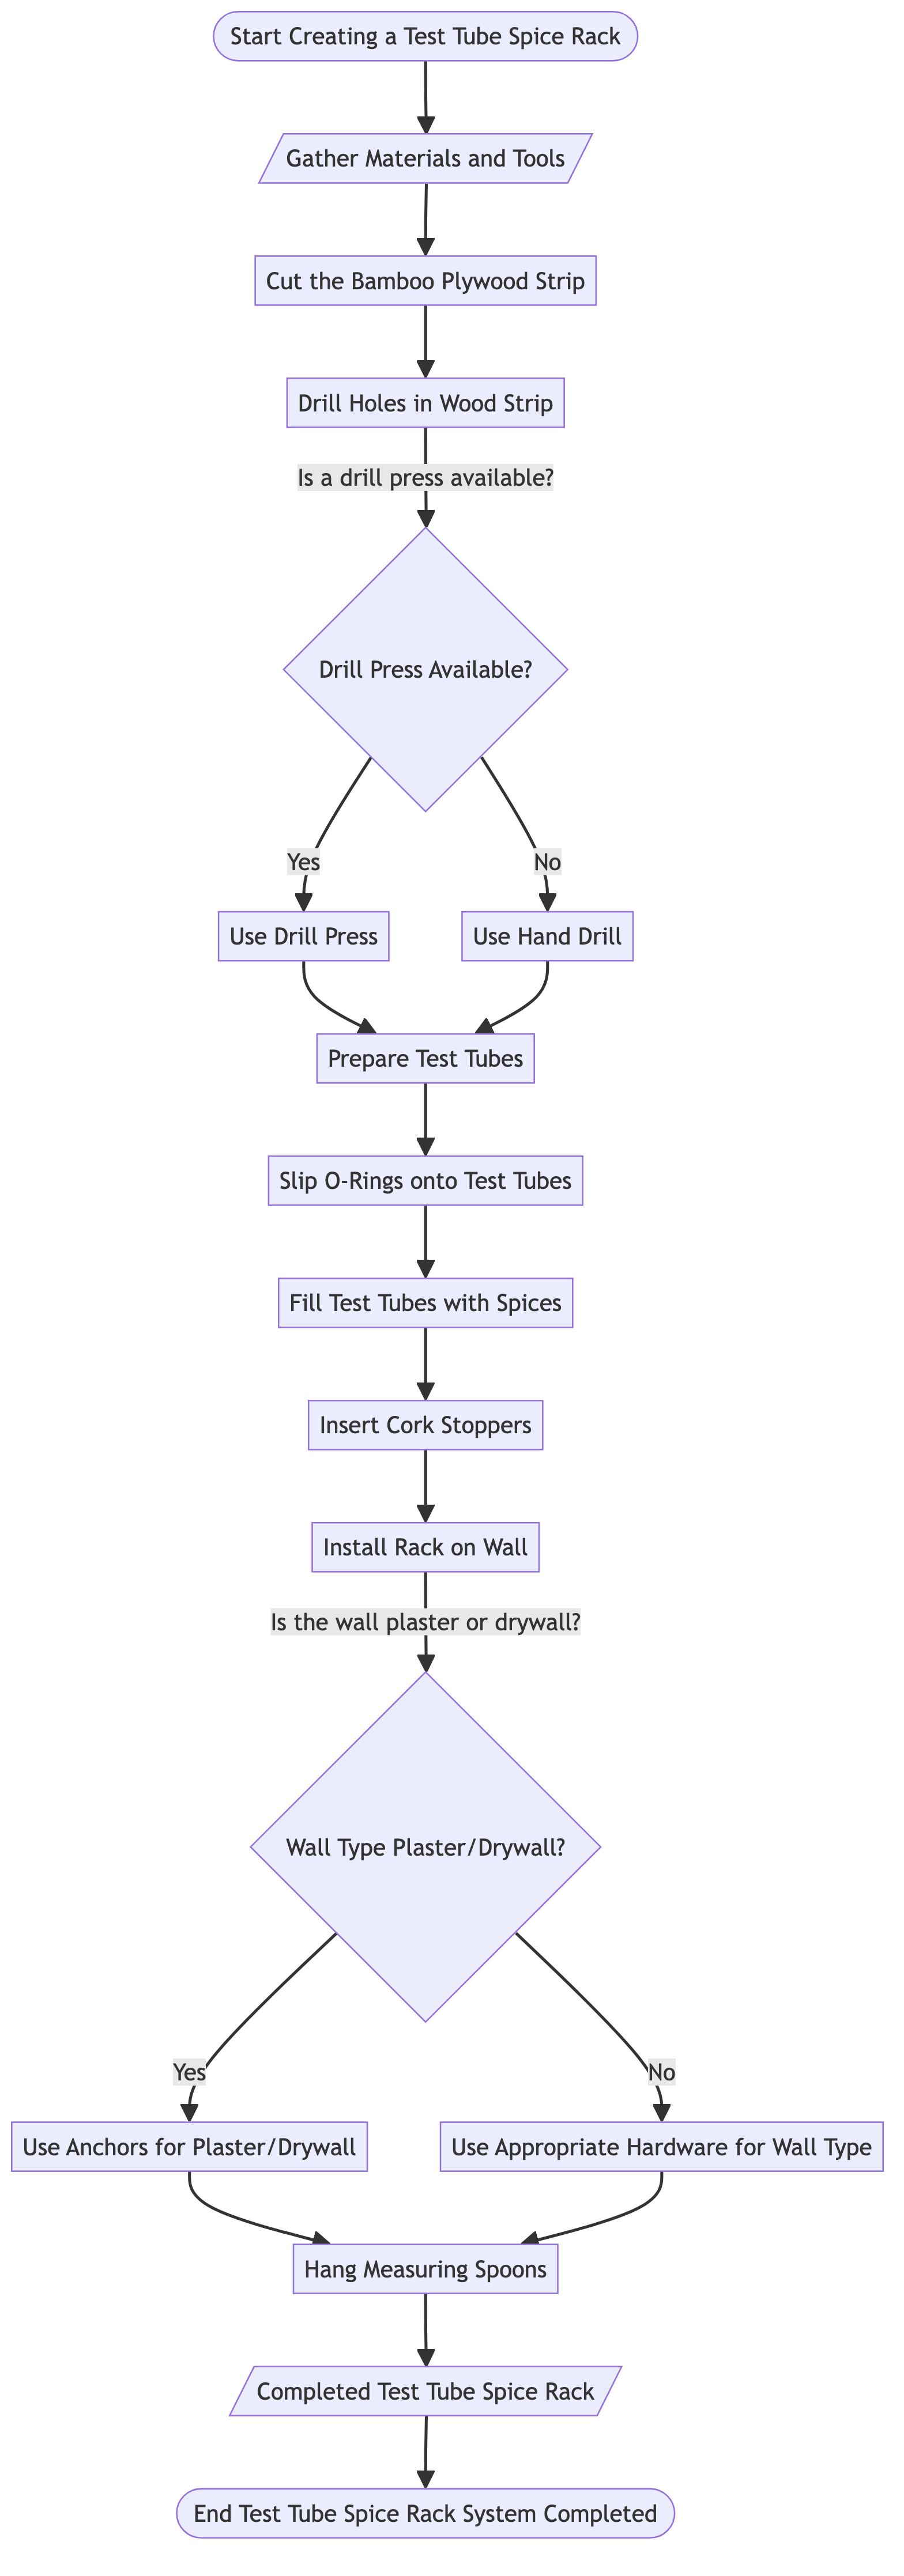 Start Creating a Test Tube Spice Rack
Gather Materials and Tools
Cut the Bamboo Plywood Strip
Drill Holes in Wood Strip
Is a drill press available?
Drill Press Available?
Yes
No
Use Drill Press
Use Hand Drill
Prepare Test Tubes
Slip O-Rings onto Test Tubes
Fill Test Tubes with Spices
Insert Cork Stoppers
Install Rack on Wall
Is the wall plaster or drywall?
Wall Type Plaster/Drywall?
Yes
No
Use Anchors for Plaster/Drywall
Use Appropriate Hardware for Wall Type
Hang Measuring Spoons
Completed Test Tube Spice Rack
End Test Tube Spice Rack System Completed